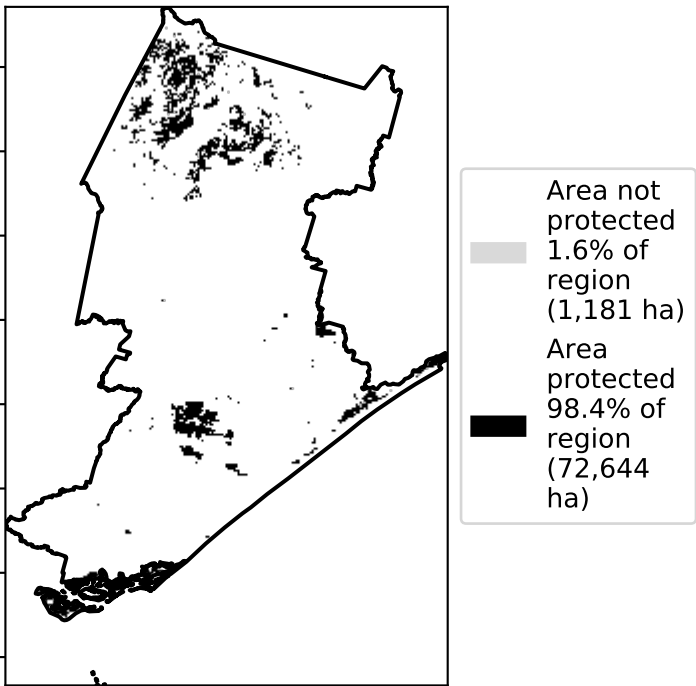 Area not
protected
1.6% of
region
(1,181 ha)
Area
protected
98.4% of
region
(72,644
ha)